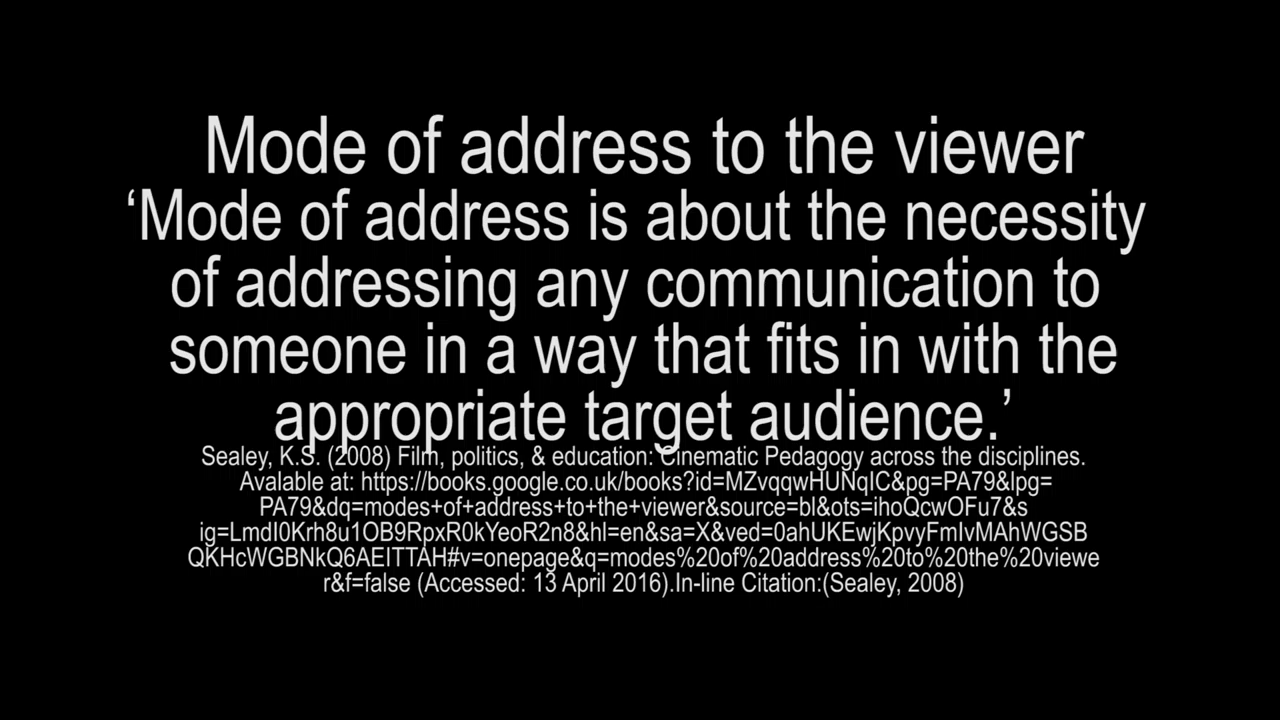 Mode of address to the viewer
‘Mode of address is about the necessity
of addressing any communication to
someone in a way that fits in with the
appropriate target audience.’
Sealey, K.S. (2008) Film, politics, & education: Cinematic Pedagogy across the disciplines.
Avalable at: https://books.google.co.uk/books?id=MZvqqwHUNqIC&pg=PA79&lpg=
PA79&dq=modes+of+address+to+the+viewer&source=bl&ots=ihoQcwOFu7&s
ig=LmdI0Krh8u1OB9RpxR0kYeoR2n8&hl=en&sa=X&ved=0ahUKEwjKpvyFmIvMAhWGSB
QKHcWGBNkQ6AEITTAH#v=onepage&q=modes%20of%20address%20to%20the%20viewe
r&f=false (Accessed: 13 April 2016).In-line Citation:(Sealey, 2008)